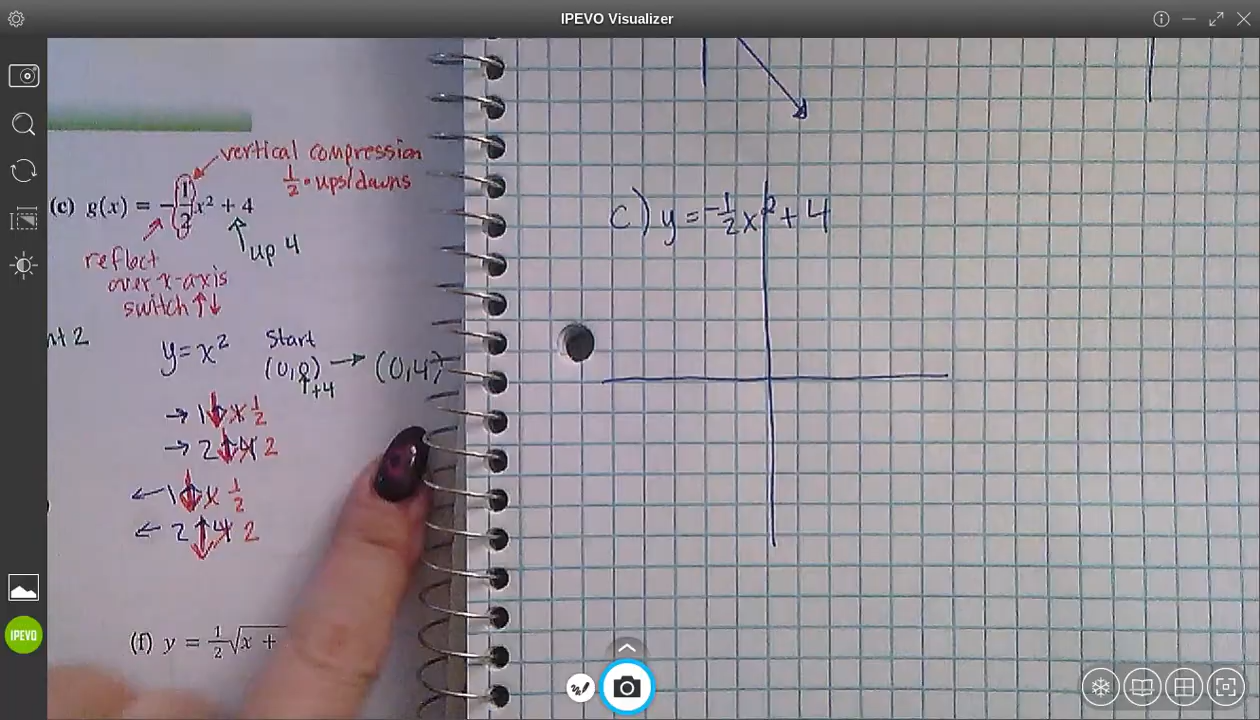 IPEVO Visualizer
vertical compression
1/2 · ups/downs
(c) g(x) = -1/2x² + 4
up 4
reflect
over x-axis
switch ↑↓
nt 2
y=x²
Start
(0,0) → (0,4)
↑+4
→ 1 ↓ 1/2
→ 2 ↓ 4 2
← 1 ↓ 1/2
← 2 ↓ 4 2
(f) y = 1/2√x +
c) y = -1/2x² + 4
IPEVO